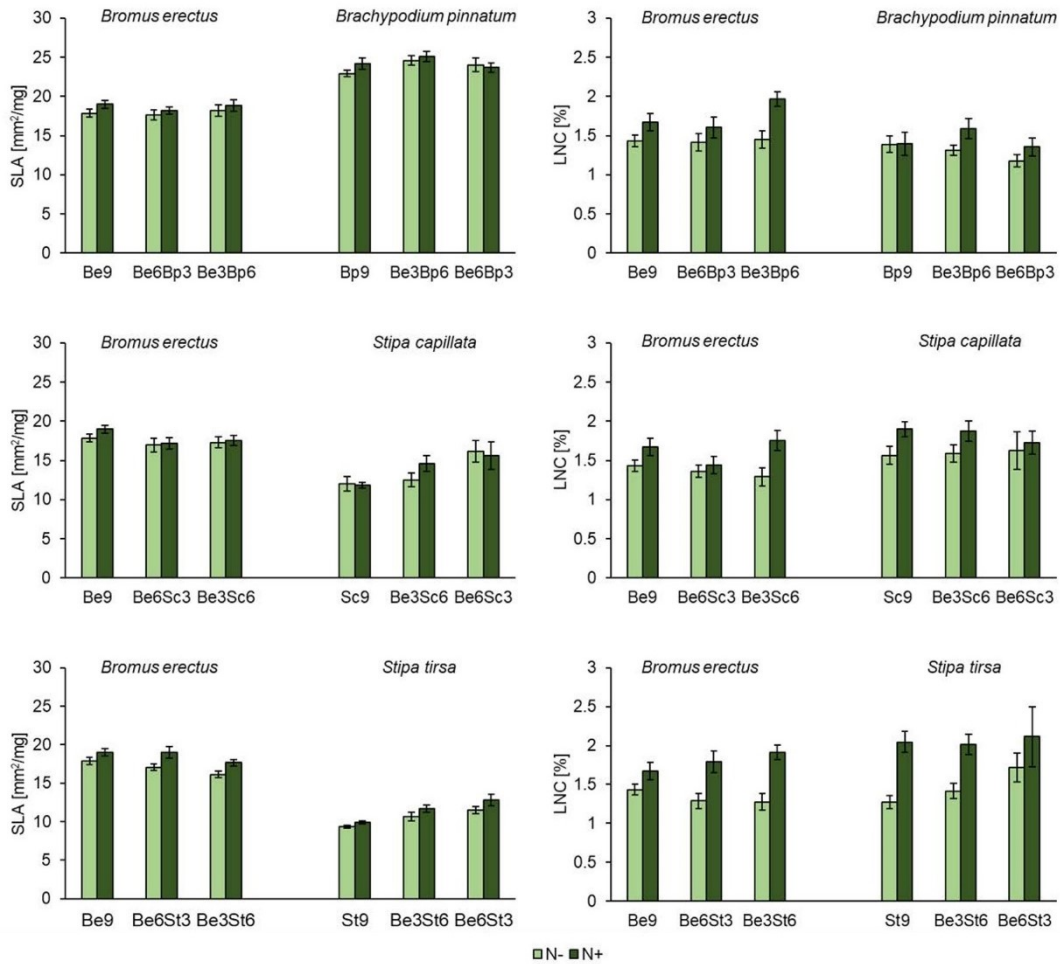 Bromus erectus Brachypodium pinnatum
SLA [mm²/mg]
30
25
20
15
10
5
0
Be9 Be6Bp3 Be3Bp6 Bp9 Be3Bp6 Be6Bp3
Bromus erectus Brachypodium pinnatum
LNC [%]
3
2.5
2
1.5
1
0.5
0
Be9 Be6Bp3 Be3Bp6 Bp9 Be3Bp6 Be6Bp3
Bromus erectus Stipa capillata
SLA [mm²/mg]
30
25
20
15
10
5
0
Be9 Be6Sc3 Be3Sc6 Sc9 Be3Sc6 Be6Sc3
Bromus erectus Stipa capillata
LNC [%]
3
2.5
2
1.5
1
0.5
0
Be9 Be6Sc3 Be3Sc6 Sc9 Be3Sc6 Be6Sc3
Bromus erectus Stipa tirsa
SLA [mm²/mg]
30
25
20
15
10
5
0
Be9 Be6St3 Be3St6 St9 Be3St6 Be6St3
Bromus erectus Stipa tirsa
LNC [%]
3
2.5
2
1.5
1
0.5
0
Be9 Be6St3 Be3St6 St9 Be3St6 Be6St3
N- N+